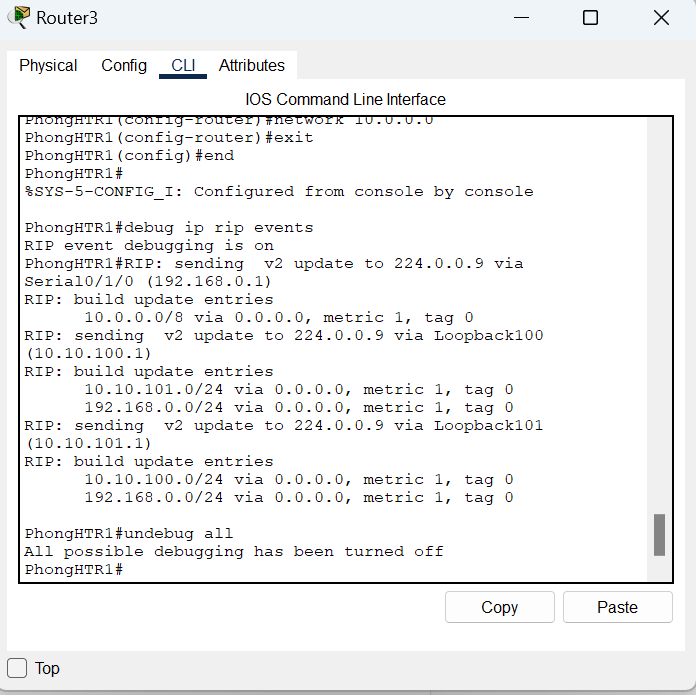 Router3
Physical Config CLI Attributes
IOS Command Line Interface
PhongHTR1(config-router)#network 10.0.0.0
PhongHTR1(config-router)#exit
PhongHTR1(config)#end
PhongHTR1#
%SYS-5-CONFIG_I: Configured from console by console

PhongHTR1#debug ip rip events
RIP event debugging is on
PhongHTR1#RIP: sending  v2 update to 224.0.0.9 via
Serial0/1/0 (192.168.0.1)
RIP: build update entries
      10.0.0.0/8 via 0.0.0.0, metric 1, tag 0
RIP: sending  v2 update to 224.0.0.9 via Loopback100
(10.10.100.1)
RIP: build update entries
      10.10.101.0/24 via 0.0.0.0, metric 1, tag 0
      192.168.0.0/24 via 0.0.0.0, metric 1, tag 0
RIP: sending  v2 update to 224.0.0.9 via Loopback101
(10.10.101.1)
RIP: build update entries
      10.10.100.0/24 via 0.0.0.0, metric 1, tag 0
      192.168.0.0/24 via 0.0.0.0, metric 1, tag 0

PhongHTR1#undebug all
All possible debugging has been turned off
PhongHTR1#
Copy Paste
Top